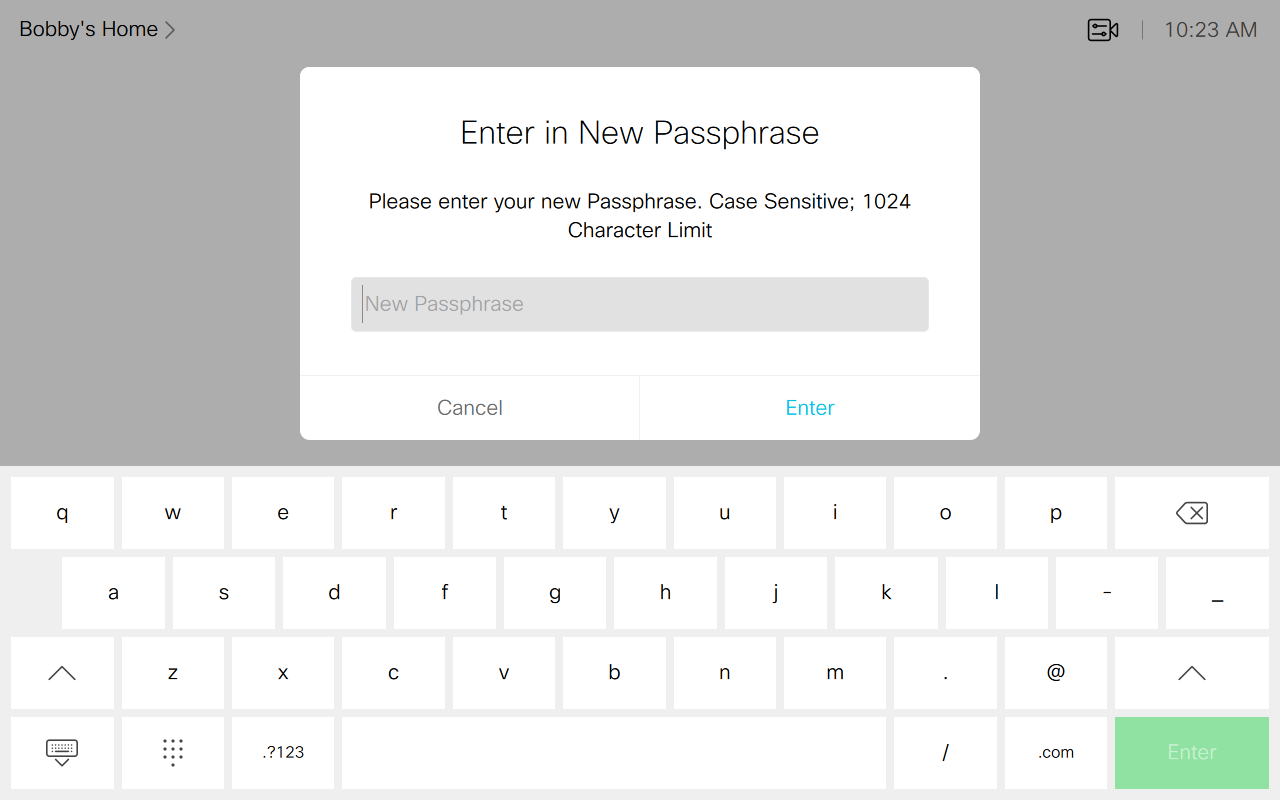 Bobby's Home
10:23 AM
Enter in New Passphrase
Please enter your new Passphrase. Case Sensitive; 1024
Character Limit
New Passphrase
Cancel Enter
q w e r t y u i o p
a s d f g h j k l - _
z x c v b n m . @
.?123 / .com Enter